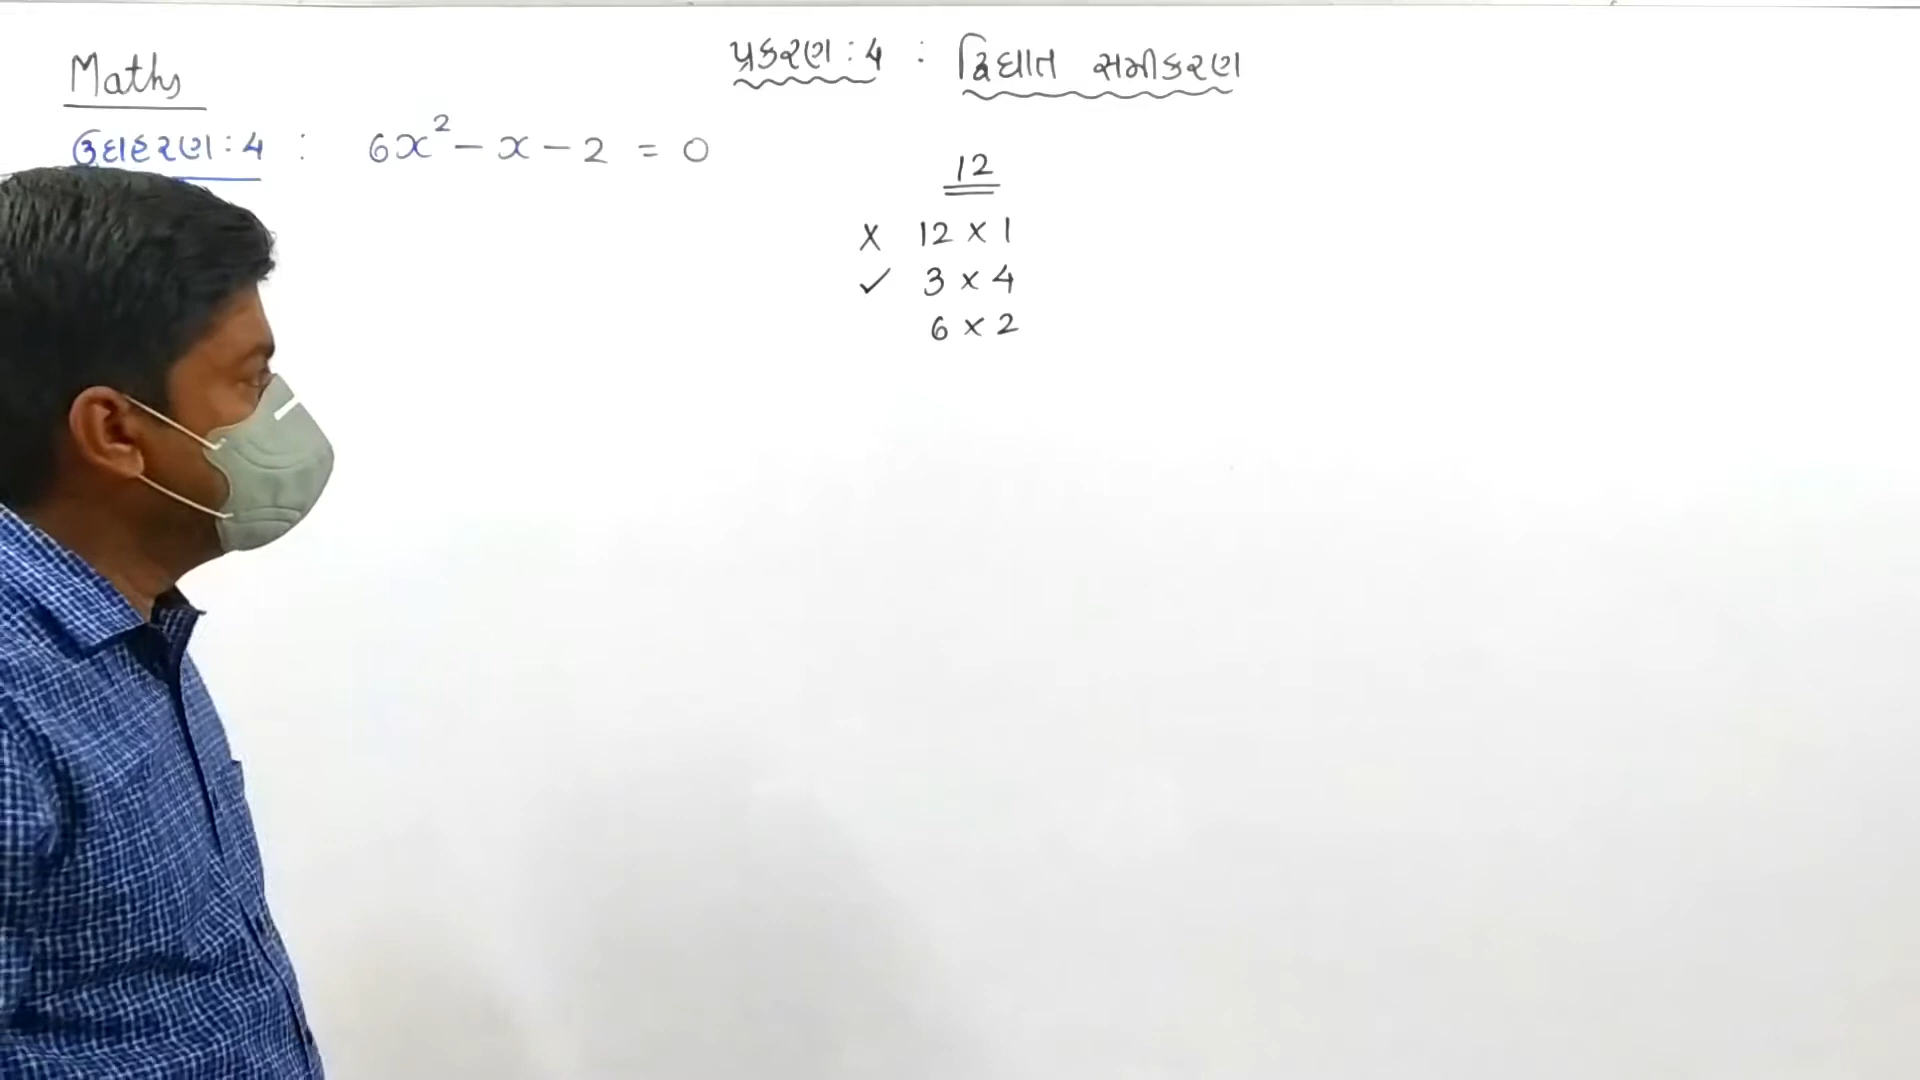 Maths
પ્રકરણ : 4 : દ્વિઘાત સમીકરણ
ઉદાહરણ : 4 : 6x² - x - 2 = 0
12
x 12 x 1
✓ 3 x 4
6 x 2